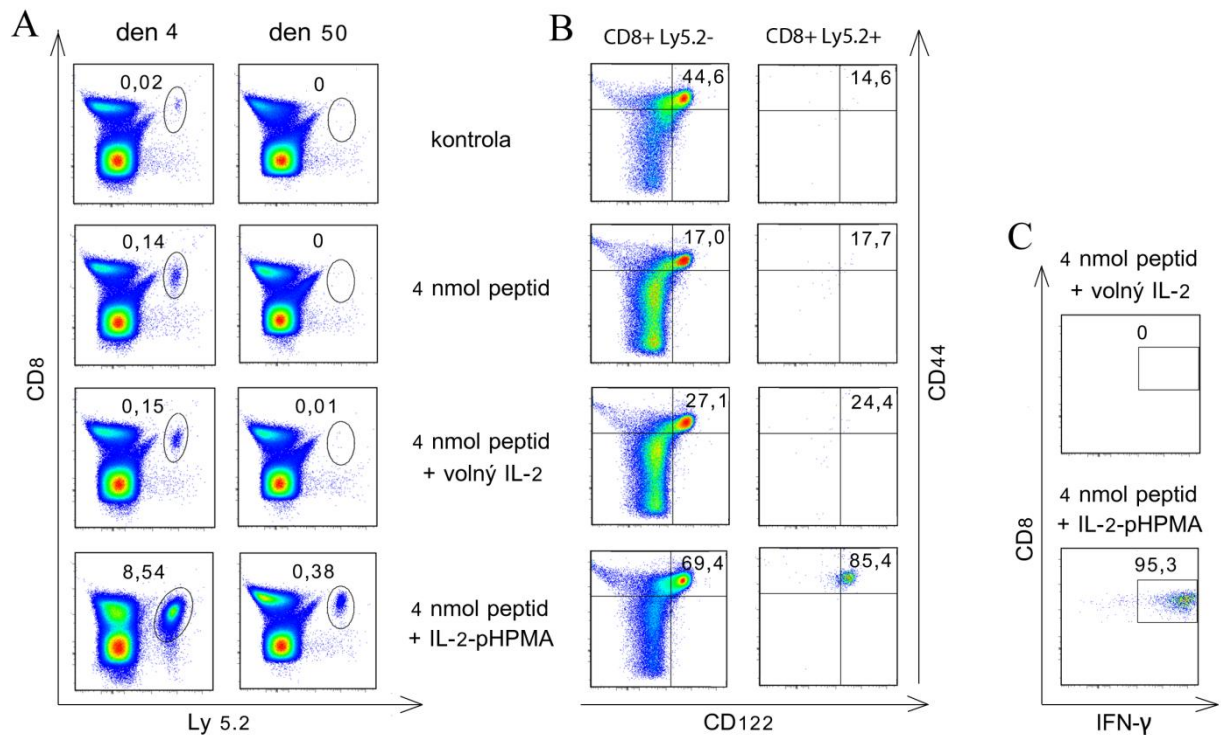 A
den 4
den 50
0,02
0
kontrola
0,14
0
4 nmol peptid
0,15
0,01
4 nmol peptid
+ volný IL-2
8,54
0,38
4 nmol peptid
+ IL-2-pHPMA
CD8
Ly 5.2
B
CD8+ Ly5.2-
CD8+ Ly5.2+
44,6
14,6
17,0
17,7
27,1
24,4
69,4
85,4
CD44
CD122
C
4 nmol peptid
+ volný IL-2
0
4 nmol peptid
+ IL-2-pHPMA
95,3
CD8
IFN-γ